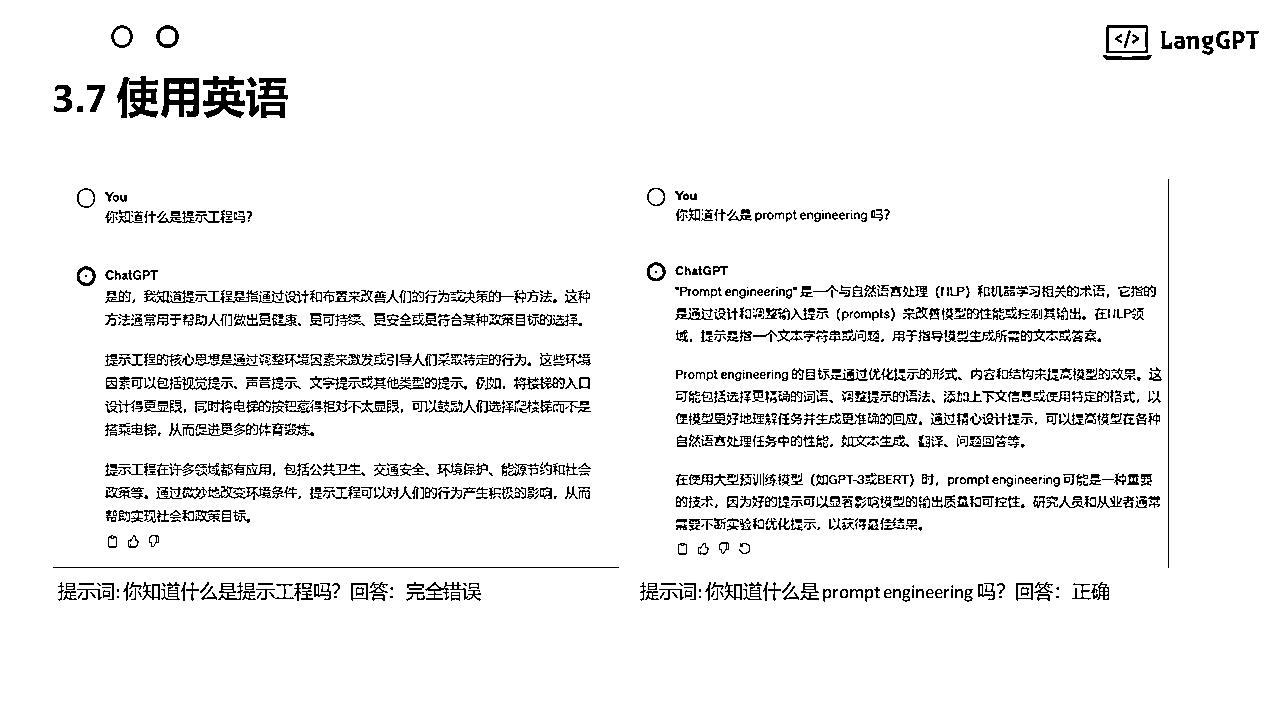 LangGPT
3.7 使用英语
You
你知道什么是提示工程吗？
ChatGPT
是的，我知道提示工程是指通过设计和布置来改善人们的行为或决策的一种方法。这种
方法通常用于帮助人们做出更健康、更可持续、更安全或更符合某种政策目标的选择。
提示工程的核心思想是通过调整环境因素来激发或引导人们采取特定的行为。这些环境
因素可以包括视觉提示、声音提示、文字提示或其他类型的提示。例如，将楼梯的入口
设计得更显眼，同时将电梯的按钮藏得相对不太显眼，可以鼓励人们选择爬楼梯而不是
搭乘电梯，从而促进更多的体育锻炼。
提示工程在许多领域都有应用，包括公共卫生、交通安全、环境保护、能源节约和社会
政策等。通过微妙地改变环境条件，提示工程可以对人们的行为产生积极的影响，从而
帮助实现社会和政策目标。
提示词: 你知道什么是提示工程吗？回答：完全错误
You
你知道什么是 prompt engineering 吗？
ChatGPT
"Prompt engineering" 是一个与自然语言处理（NLP）和机器学习相关的术语，它指的
是通过设计和调整输入提示（prompts）来改善模型的性能或控制其输出。在NLP领
域，提示是指一个文本字符串或问题，用于指导模型生成所需的文本或答案。
Prompt engineering 的目标是通过优化提示的形式、内容和结构来提高模型的效果。这
可能包括选择更精确的词语、调整提示的语法、添加上下文信息或使用特定的格式，以
便模型更好地理解任务并生成更准确的回应。通过精心设计提示，可以提高模型在各种
自然语言处理任务中的性能，如文本生成、翻译、问题回答等。
在使用大型预训练模型（如GPT-3或BERT）时，prompt engineering 可能是一种重要
的技术，因为好的提示可以显著影响模型的输出质量和可控性。研究人员和从业者通常
需要不断实验和优化提示，以获得最佳结果。
提示词: 你知道什么是 prompt engineering 吗？回答：正确